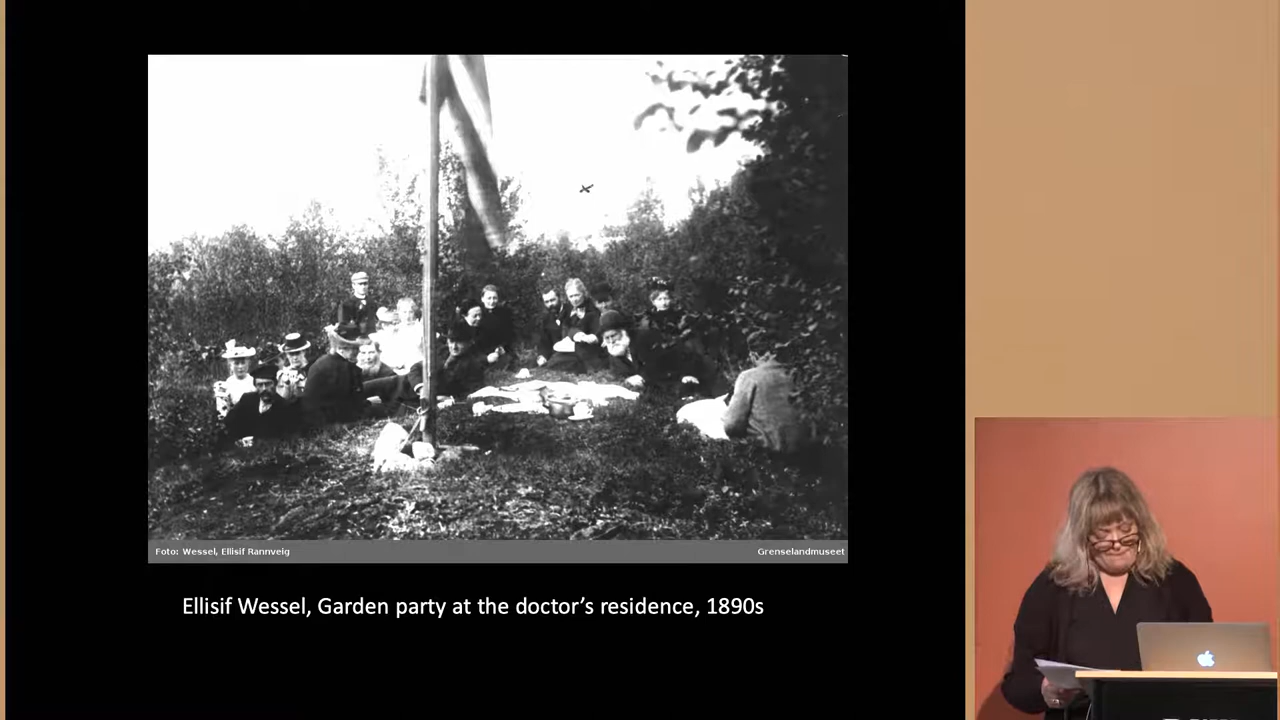 Foto: Wessel, Ellisif Rannveig
Grenselandmuseet
Ellisif Wessel, Garden party at the doctor's residence, 1890s